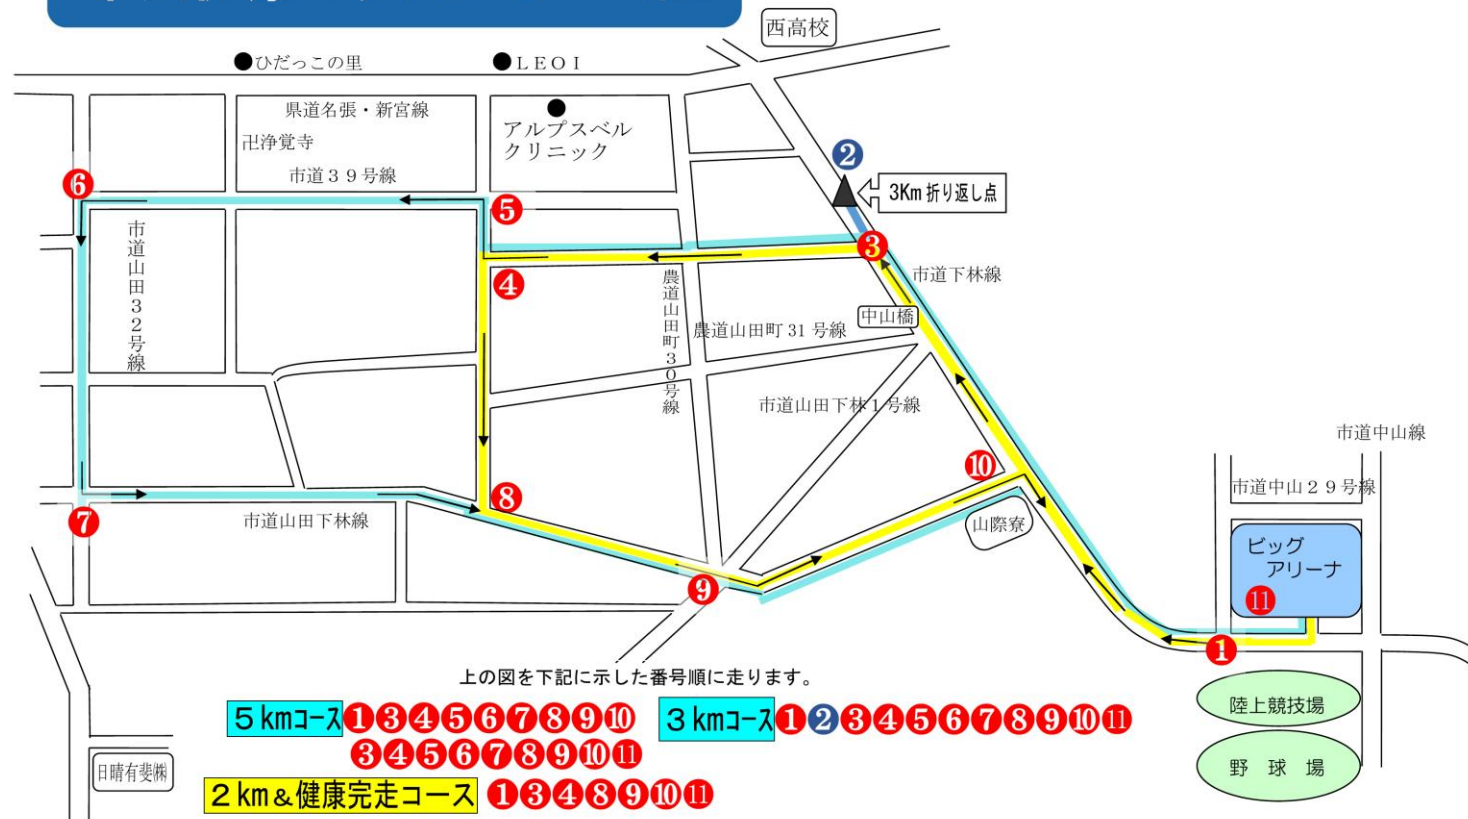 西高校
ひだっこの里
ＬＥＯＩ
県道名張・新宮線
アルプスベル
クリニック
卍浄覚寺
市道３９号線
❷
3Km 折り返し点
❻
❺
❸
❹
市道山田３２号線
農道山田町３０号線
市道下林線
中山橋
農道山田町 31 号線
市道山田下林１号線
市道中山線
❿
市道中山２９号線
❽
❼
市道山田下林線
山際寮
ビッグ
アリーナ
⓫
❾
❶
上の図を下記に示した番号順に走ります。
５kmコース❶❸❹❺❻❼❽❾❿
❸❹❺❻❼❽❾❿⓫
３kmコース❶❷❸❹❺❻❼❽❾❿⓫
２km＆健康完走コース ❶❸❹❽❾❿⓫
陸上競技場
野 球 場
日晴有斐㈱